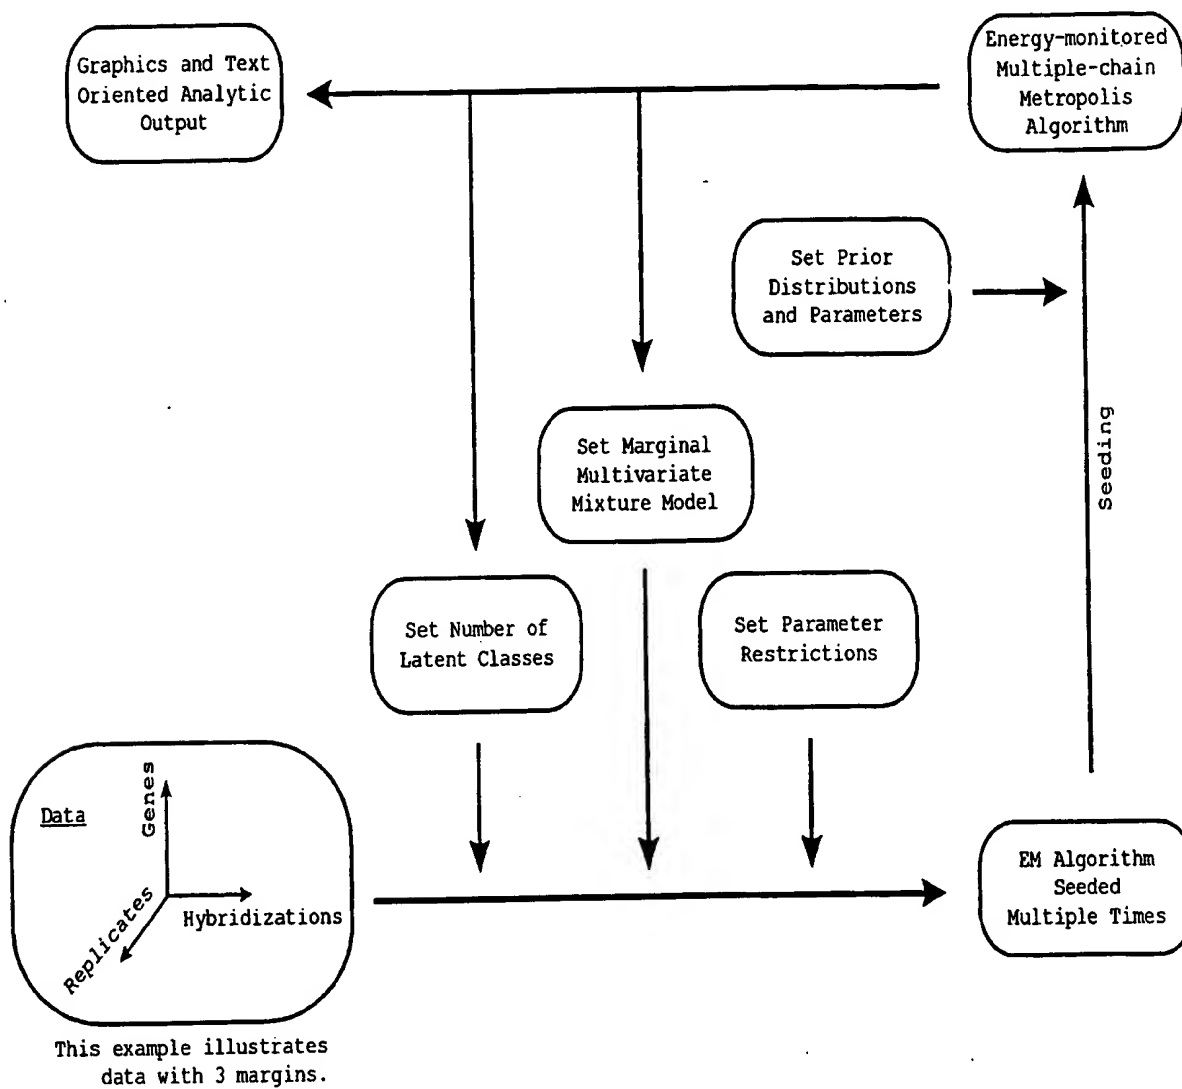 Graphics and Text
Oriented Analytic
Output
Energy-monitored
Multiple-chain
Metropolis
Algorithm
Set Prior
Distributions
and Parameters
Seeding
Set Marginal
Multivariate
Mixture Model
Set Number of
Latent Classes
Set Parameter
Restrictions
Data
Genes
Hybridizations
Replicates
EM Algorithm
Seeded
Multiple Times
This example illustrates
data with 3 margins.